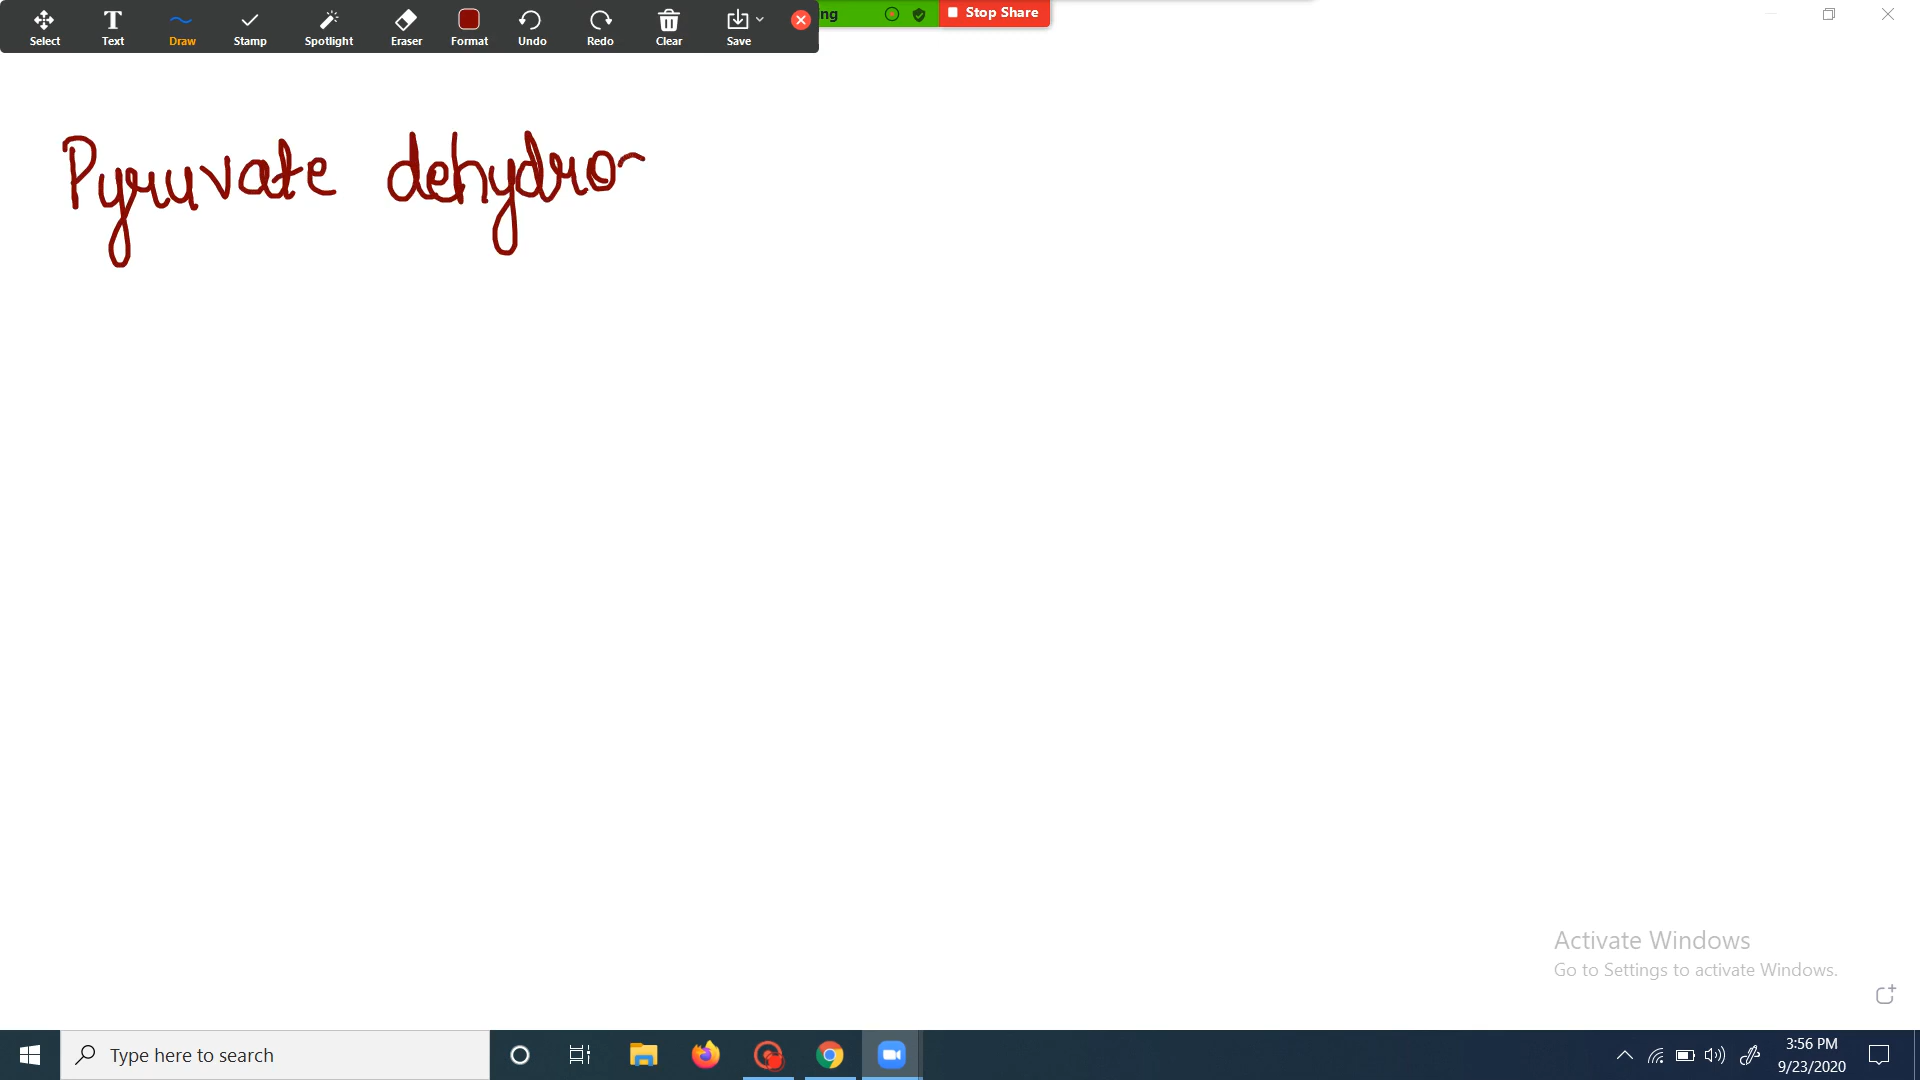 ng Stop Share
Select Text Draw Stamp Spotlight Eraser Format Undo Redo Clear Save
Pyruvate dehydro
Activate Windows
Go to Settings to activate Windows.
Type here to search
3:56 PM
9/23/2020